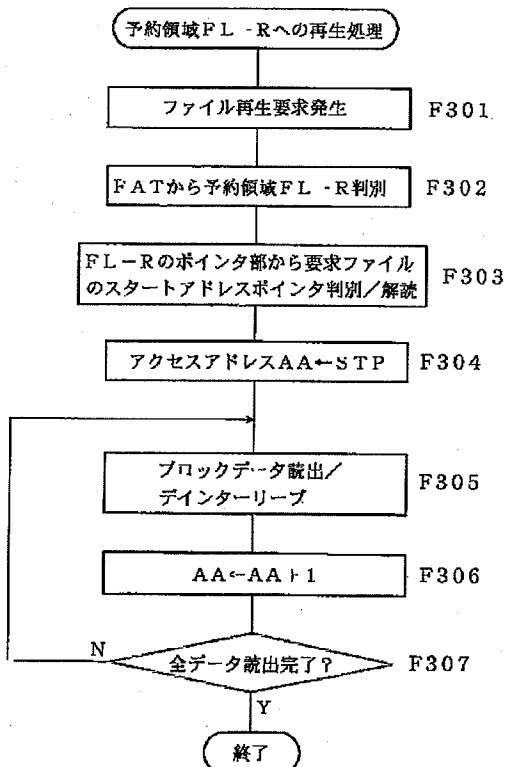 予約領域FL-Rへの再生処理
ファイル再生要求発生 F301
FATから予約領域FL-R判別 F302
FL-Rのポインタ部から要求ファイル
のスタートアドレスポインタ判別/解読 F303
アクセスアドレスAA←STP F304
ブロックデータ読出/
デインターリーブ F305
AA←AA+1 F306
N 全データ読出完了? F307
Y
終了